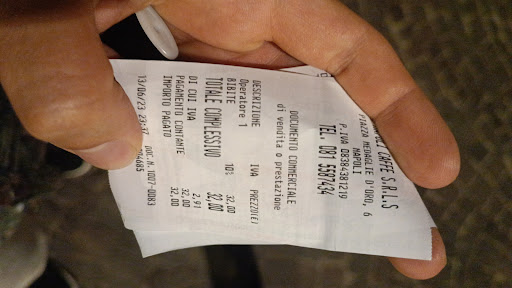 CAFFE S.R.L.S
PIAZZA MEDAGLIE D'ORO, 6
NAPOLI
P.IVA 08384381219
TEL 081 5587434
DOCUMENTO COMMERCIALE
di vendita o prestazione
DESCRIZIONE IVA PREZZO(€)
Operatore 1
BIBITE 10% 32,00
TOTALE COMPLESSIVO 32,00
DI CUI IVA 2,91
PAGAMENTO CONTANTE 32,00
IMPORTO PAGATO 32,00
13/06/23 23:37 DOC.N.1007-0083